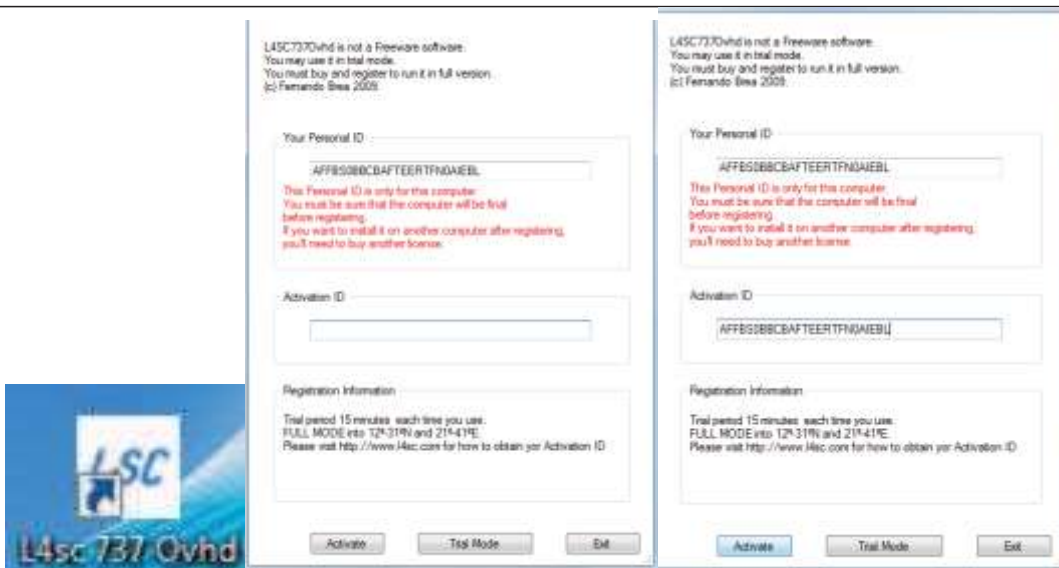 LSC
L4sc 737 Ovhd
L4SC737Ovhd is not a Freeware software.
You may use it in trial mode.
You must buy and register to run it in full version.
(c) Fernando Brea 2009.
Your Personal ID
This Personal ID is only for this computer.
You must be sure that the computer will be final
before registering.
If you want to install it on another computer after registering,
you'll need to buy another license.
Activation ID
Registration Information
Trial period 15 minutes each time you use.
FULL MODE into 12º-31ºN and 21º-41ºE.
Please visit http://www.l4sc.com for how to obtain yor Activation ID
Activate
Trial Mode
Exit
L4SC737Ovhd is not a Freeware software.
You may use it in trial mode.
You must buy and register to run it in full version.
(c) Fernando Brea 2009.
Your Personal ID
This Personal ID is only for this computer.
You must be sure that the computer will be final
before registering.
If you want to install it on another computer after registering,
you'll need to buy another license.
Activation ID
Registration Information
Trial period 15 minutes each time you use.
FULL MODE into 12º-31ºN and 21º-41ºE.
Please visit http://www.l4sc.com for how to obtain yor Activation ID
Activate
Trial Mode
Exit